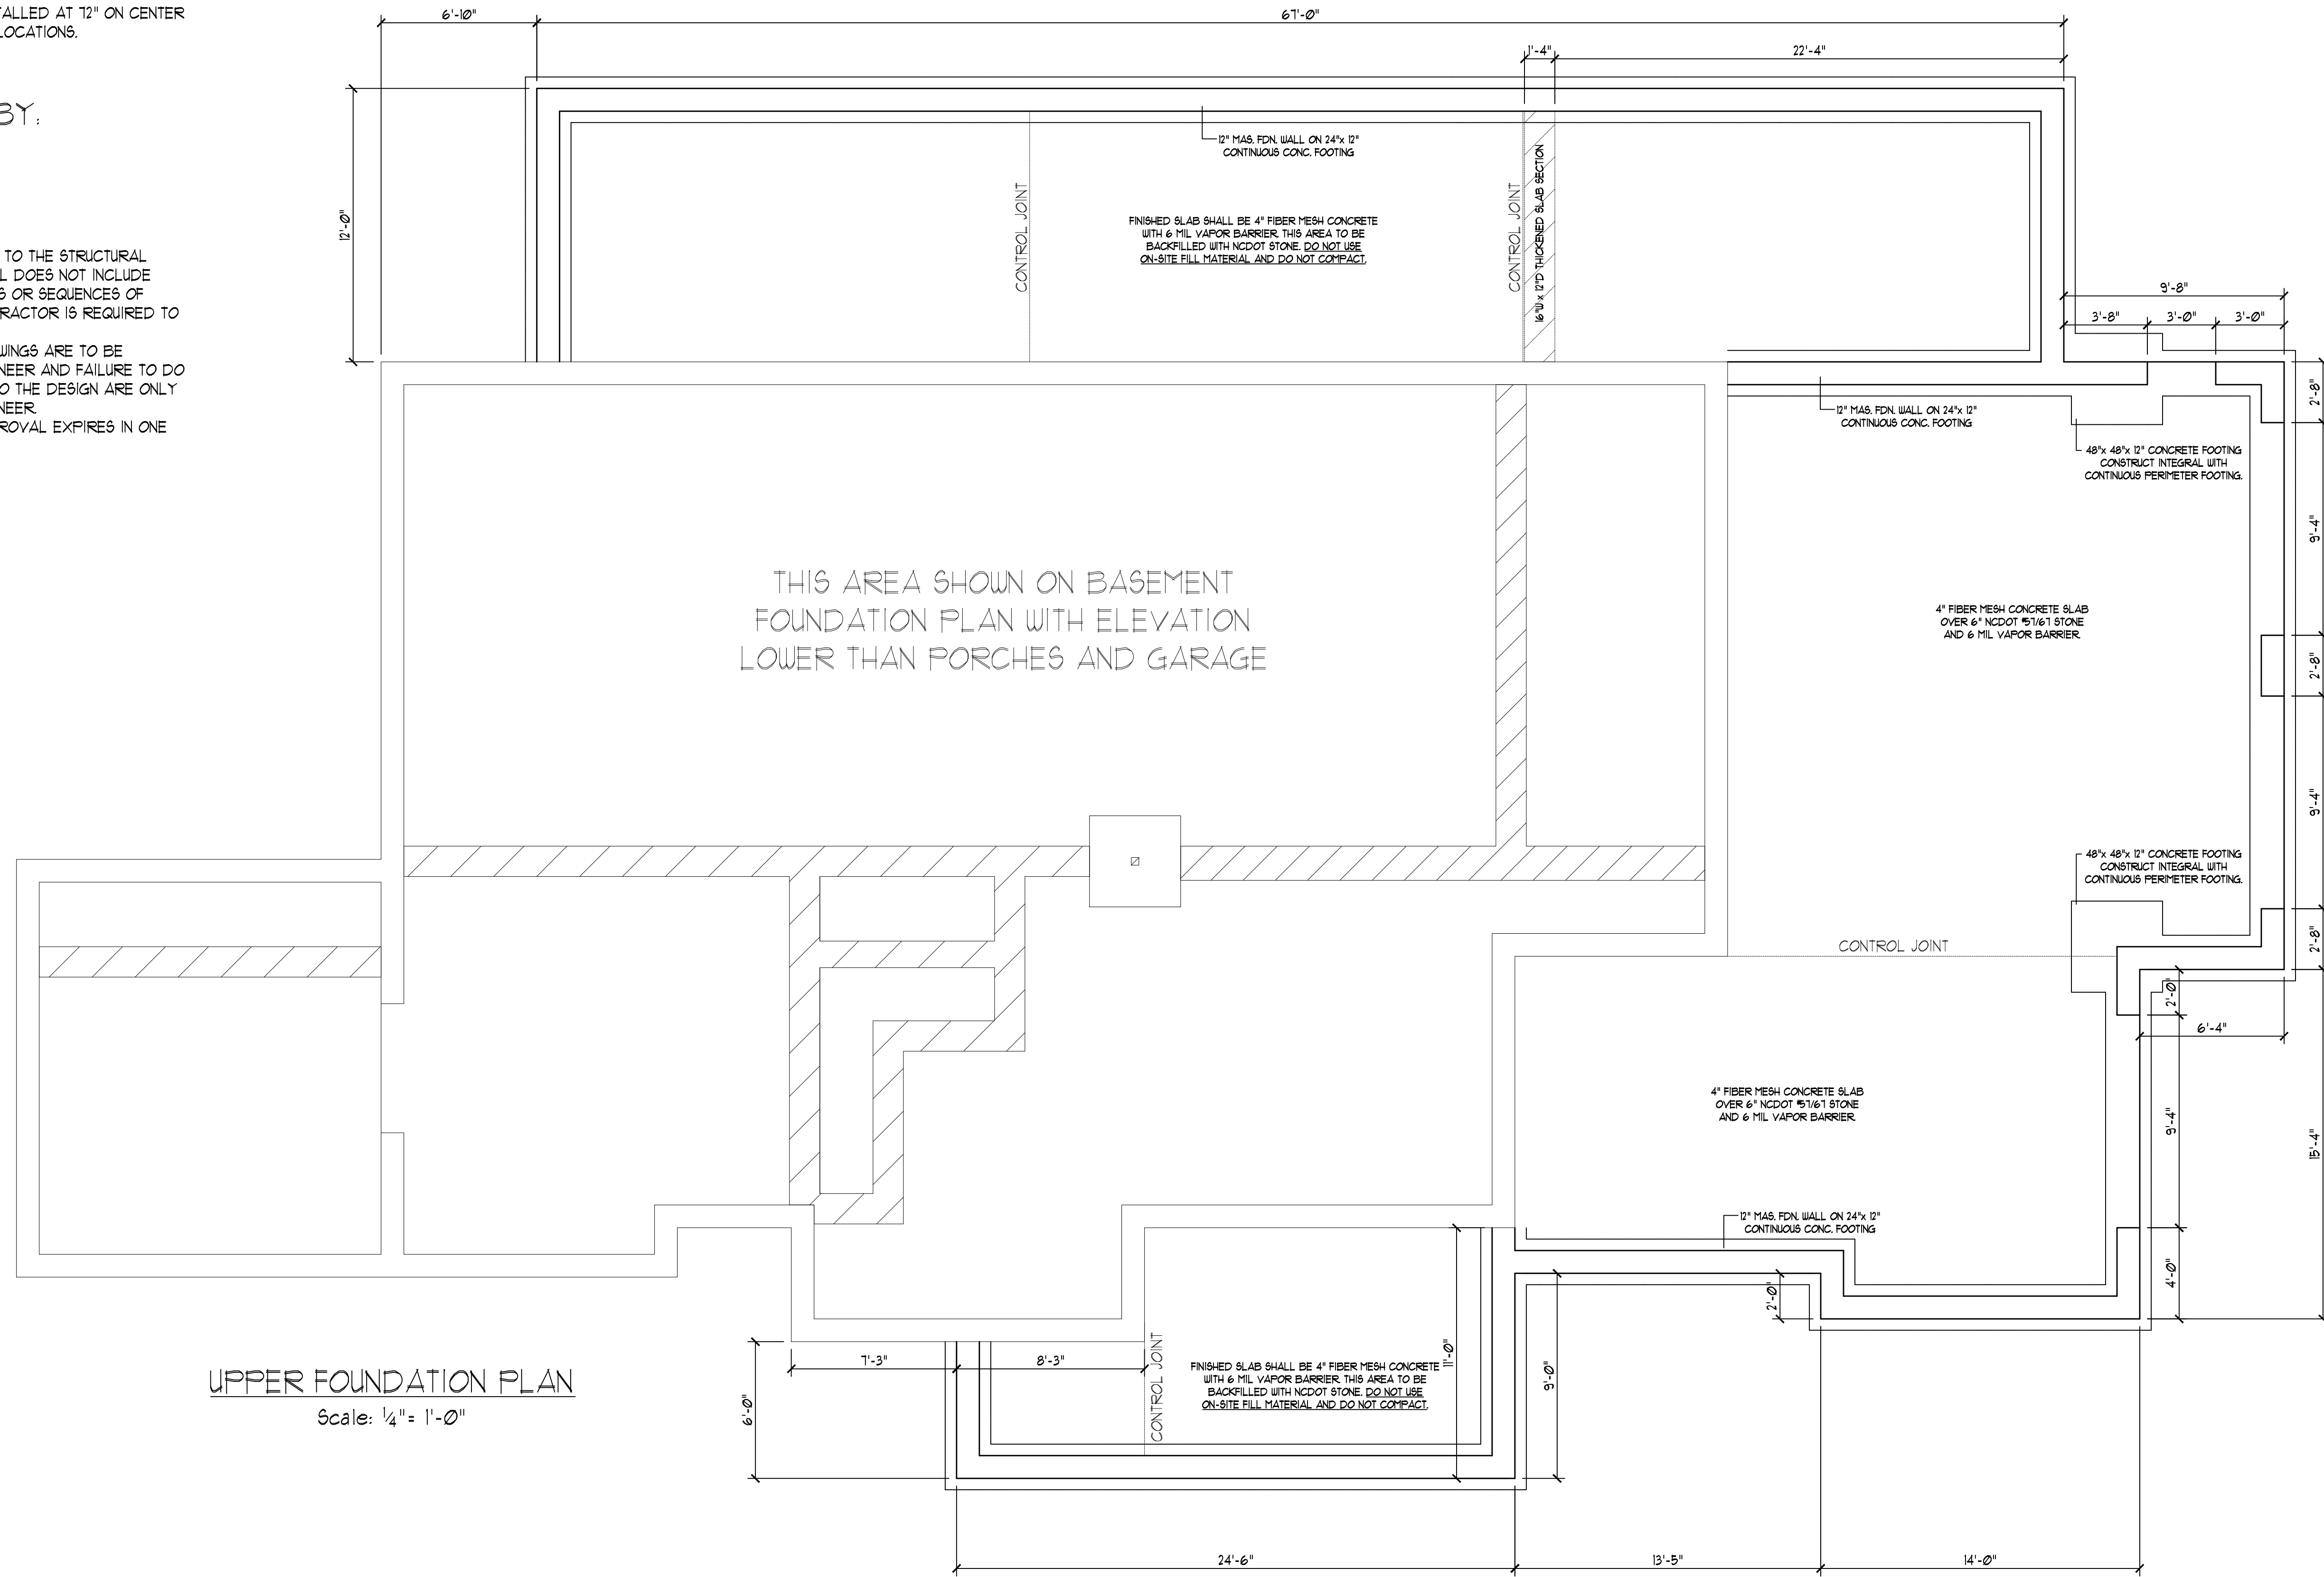 TALLED AT 72" ON CENTER
LOCATIONS.
BY:
TO THE STRUCTURAL
L DOES NOT INCLUDE
S OR SEQUENCES OF
TRACTOR IS REQUIRED TO
WINGS ARE TO BE
NEER AND FAILURE TO DO
O THE DESIGN ARE ONLY
NEER.
ROVAL EXPIRES IN ONE
6'-10"
67'-0"
1'-4"
22'-4"
12'-0"
12" MAS. FDN. WALL ON 24"x 12"
CONTINUOUS CONC. FOOTING
CONTROL JOINT
FINISHED SLAB SHALL BE 4" FIBER MESH CONCRETE
WITH 6 MIL VAPOR BARRIER. THIS AREA TO BE
BACKFILLED WITH NCDOT STONE. DO NOT USE
ON-SITE FILL MATERIAL AND DO NOT COMPACT.
CONTROL JOINT
16"W x 12"D THICKENED SLAB SECTION
9'-8"
3'-8"
3'-0"
3'-0"
12" MAS. FDN. WALL ON 24"x 12"
CONTINUOUS CONC. FOOTING
2'-8"
48"x 48"x 12" CONCRETE FOOTING
CONSTRUCT INTEGRAL WITH
CONTINUOUS PERIMETER FOOTING.
9'-4"
THIS AREA SHOWN ON BASEMENT
FOUNDATION PLAN WITH ELEVATION
LOWER THAN PORCHES AND GARAGE
4" FIBER MESH CONCRETE SLAB
OVER 6" NCDOT #57/67 STONE
AND 6 MIL VAPOR BARRIER.
2'-8"
9'-4"
48"x 48"x 12" CONCRETE FOOTING
CONSTRUCT INTEGRAL WITH
CONTINUOUS PERIMETER FOOTING.
CONTROL JOINT
2'-8"
2'-0"
6'-4"
4" FIBER MESH CONCRETE SLAB
OVER 6" NCDOT #57/67 STONE
AND 6 MIL VAPOR BARRIER.
9'-4"
15'-4"
12" MAS. FDN. WALL ON 24"x 12"
CONTINUOUS CONC. FOOTING
4'-0"
2'-0"
7'-3"
8'-3"
CONTROL JOINT
FINISHED SLAB SHALL BE 4" FIBER MESH CONCRETE
WITH 6 MIL VAPOR BARRIER. THIS AREA TO BE
BACKFILLED WITH NCDOT STONE. DO NOT USE
ON-SITE FILL MATERIAL AND DO NOT COMPACT.
11'-0"
9'-0"
6'-0"
UPPER FOUNDATION PLAN
Scale: 1/4"= 1'-0"
24'-6"
13'-5"
14'-0"